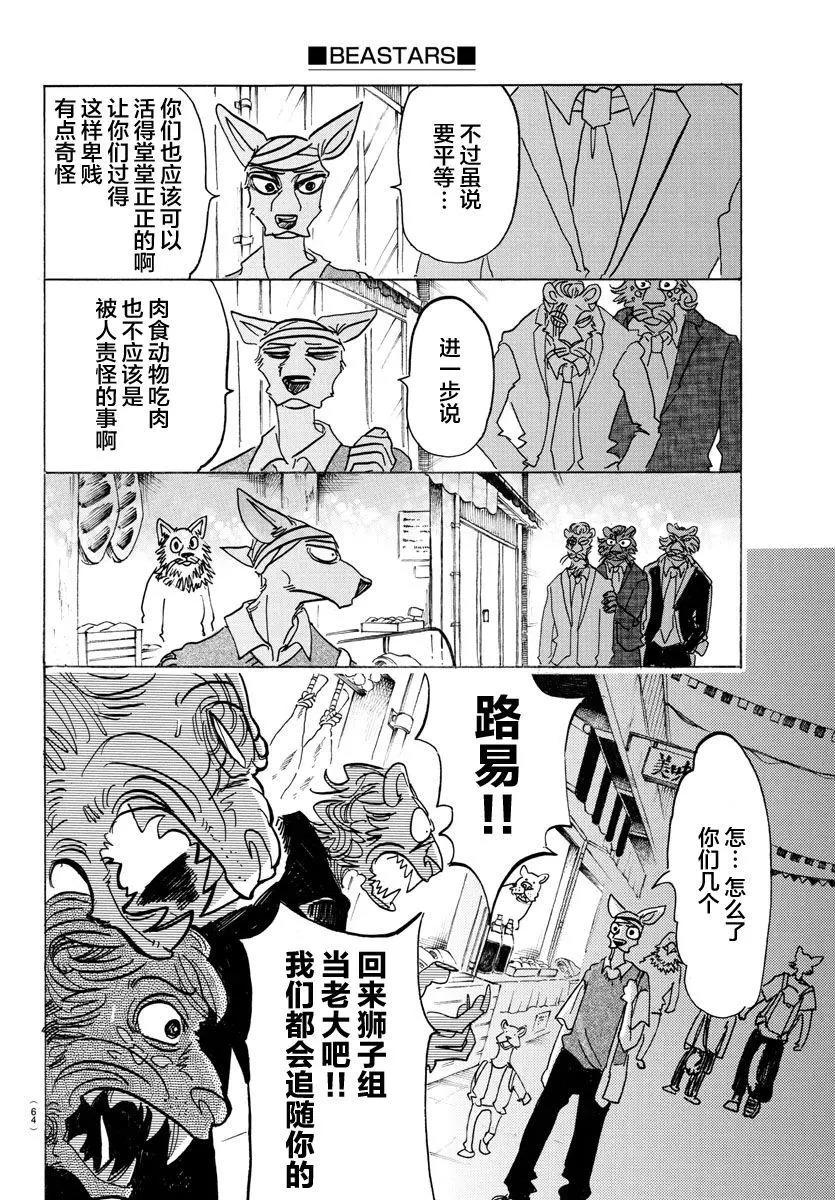 ■BEASTARS■
不过虽说
要平等…
你们也应该可以
活得堂堂正正的啊
让你们过得
这样卑贱
有点奇怪
进一步说
肉食动物吃肉
也不应该是
被人责怪的事啊
怎…怎么了
你们几个
路易!!
回来狮子组
当老大吧!!
我们都会追随你的
(64)